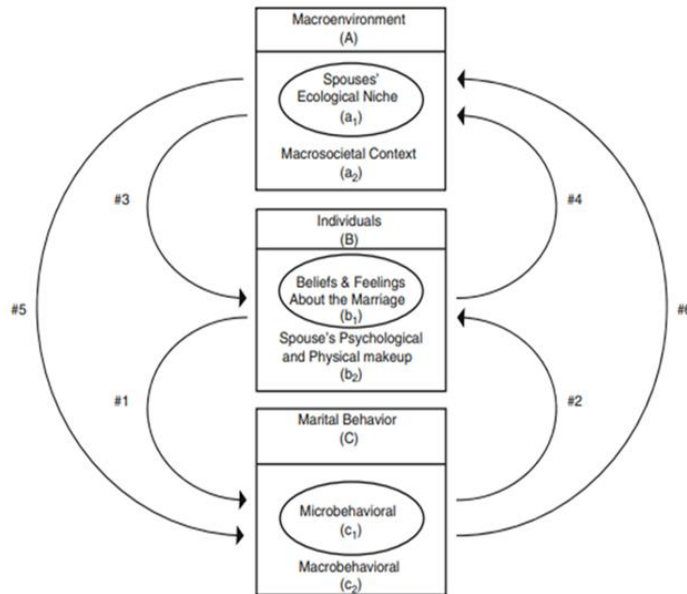 Macroenvironment
(A)
Spouses'
Ecological Niche
(a1)
Macrosocietal Context
(a2)
#3
#4
Individuals
(B)
Beliefs & Feelings
About the Marriage
(b1)
Spouse's Psychological
and Physical makeup
(b2)
#5
#6
#1
#2
Marital Behavior
(C)
Microbehavioral
(c1)
Macrobehavioral
(c2)